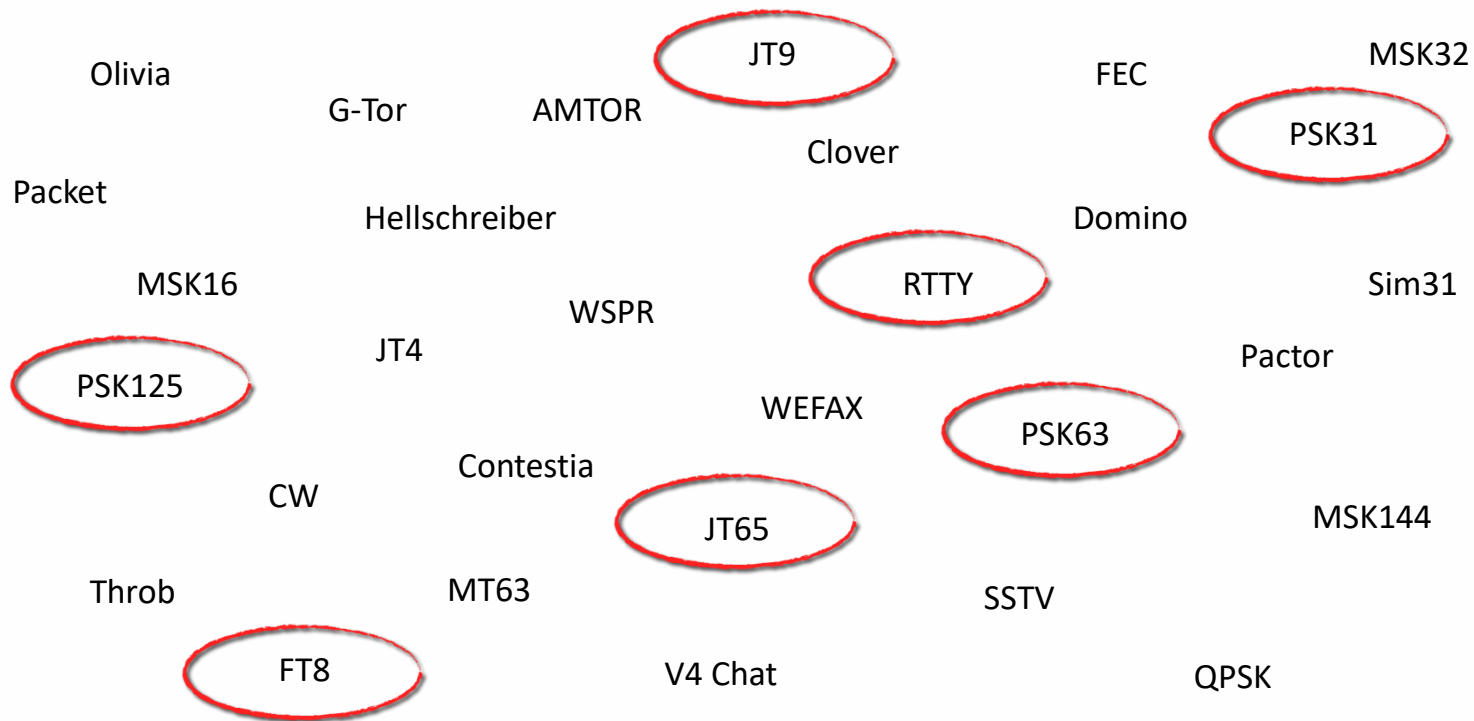 JT9
MSK32
Olivia
FEC
G-Tor
AMTOR
PSK31
Clover
Packet
Hellschreiber
Domino
MSK16
RTTY
Sim31
WSPR
JT4
Pactor
PSK125
WEFAX
PSK63
Contestia
CW
MSK144
JT65
Throb
MT63
SSTV
FT8
V4 Chat
QPSK